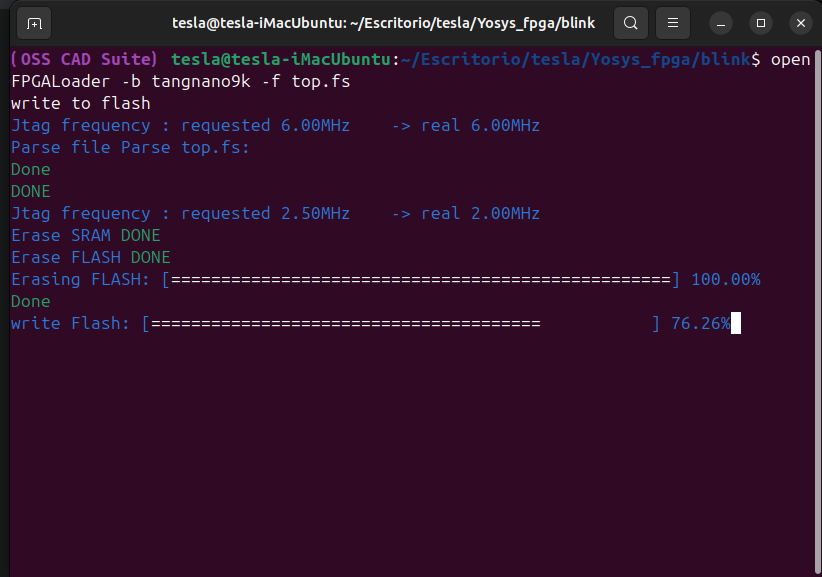 tesla@tesla-iMacUbuntu: ~/Escritorio/tesla/Yosys_fpga/blink
(OSS CAD Suite) tesla@tesla-iMacUbuntu:~/Escritorio/tesla/Yosys_fpga/blink$ open
FPGALoader -b tangnano9k -f top.fs
write to flash
Jtag frequency : requested 6.00MHz    -> real 6.00MHz
Parse file Parse top.fs:
Done
DONE
Jtag frequency : requested 2.50MHz    -> real 2.00MHz
Erase SRAM DONE
Erase FLASH DONE
Erasing FLASH: [==================================================] 100.00%
Done
write Flash: [=======================================           ] 76.26%